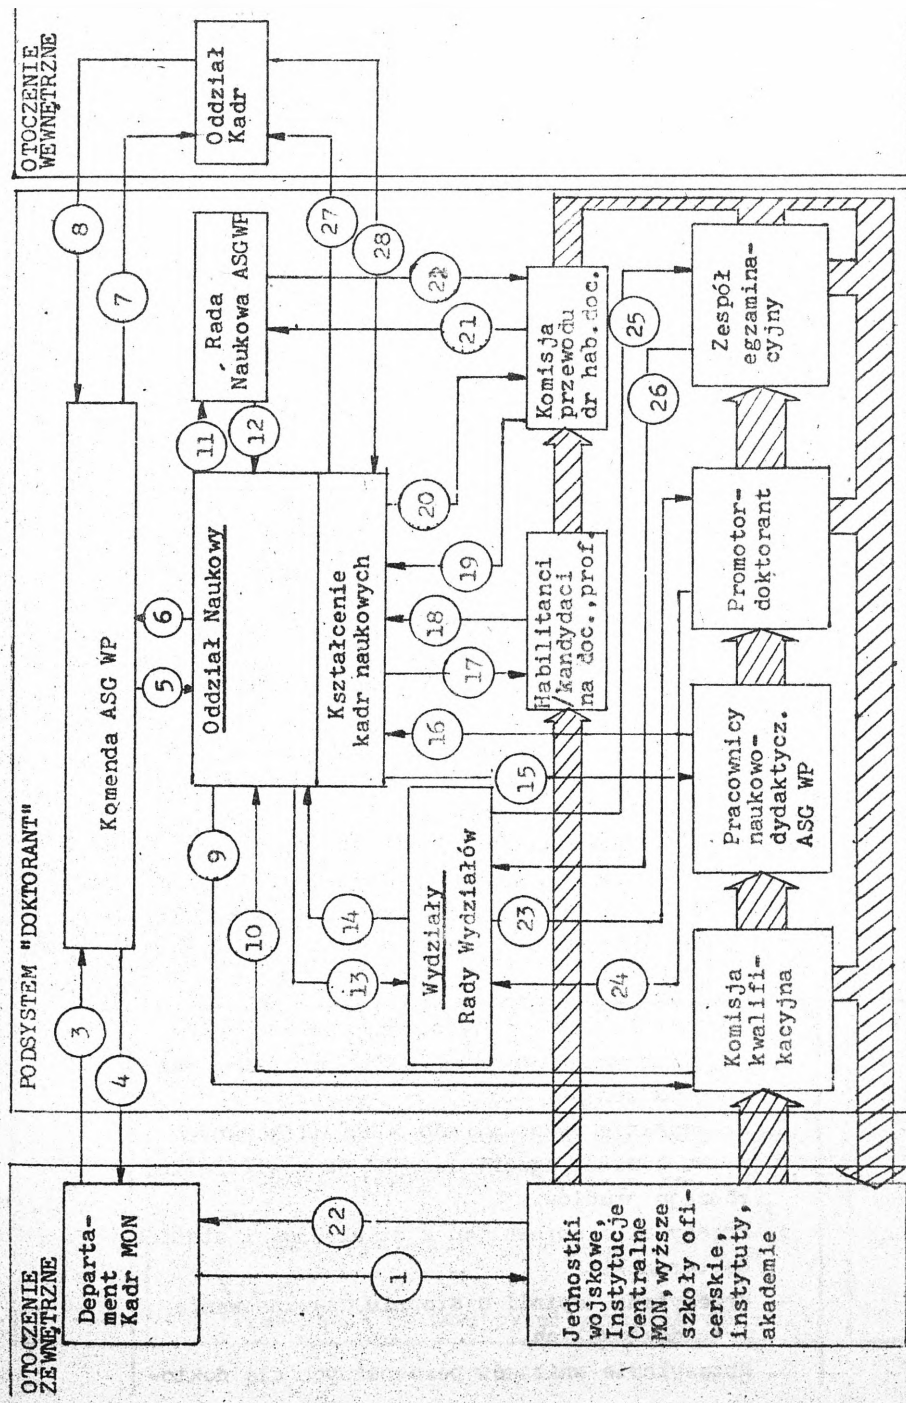 OTOCZENIE
ZEWNĘTRZNE
PODSYSTEM "DOKTORANT"
OTOCZENIE
WEWNĘTRZNE
Departa-
ment
Kadr MON
3
4
Komenda ASG WP
7
8
Oddział
Kadr
5
6
9
10
Oddział Naukowy
11
12
Rada
Naukowa ASG WP
Kształcenie
kadr naukowych
27
28
13
14
15
16
17
18
19
20
21
22
Wydziały
Rady Wydziałów
22
1
23
24
25
26
Habilitanci
/kandydaci
na doc.,prof.
Komisja
przewodu
dr hab.doc.
Jednostki
wojskowe,
Instytucje
Centralne
MON,wyższe
szkoły ofi-
cerskie,
instytuty,
akademie
Komisja
kwalifi-
kacyjna
Pracownicy
naukowo-
dydaktycz.
ASG WP
Promotor-
doktorant
Zespół
egzamina-
cyjny